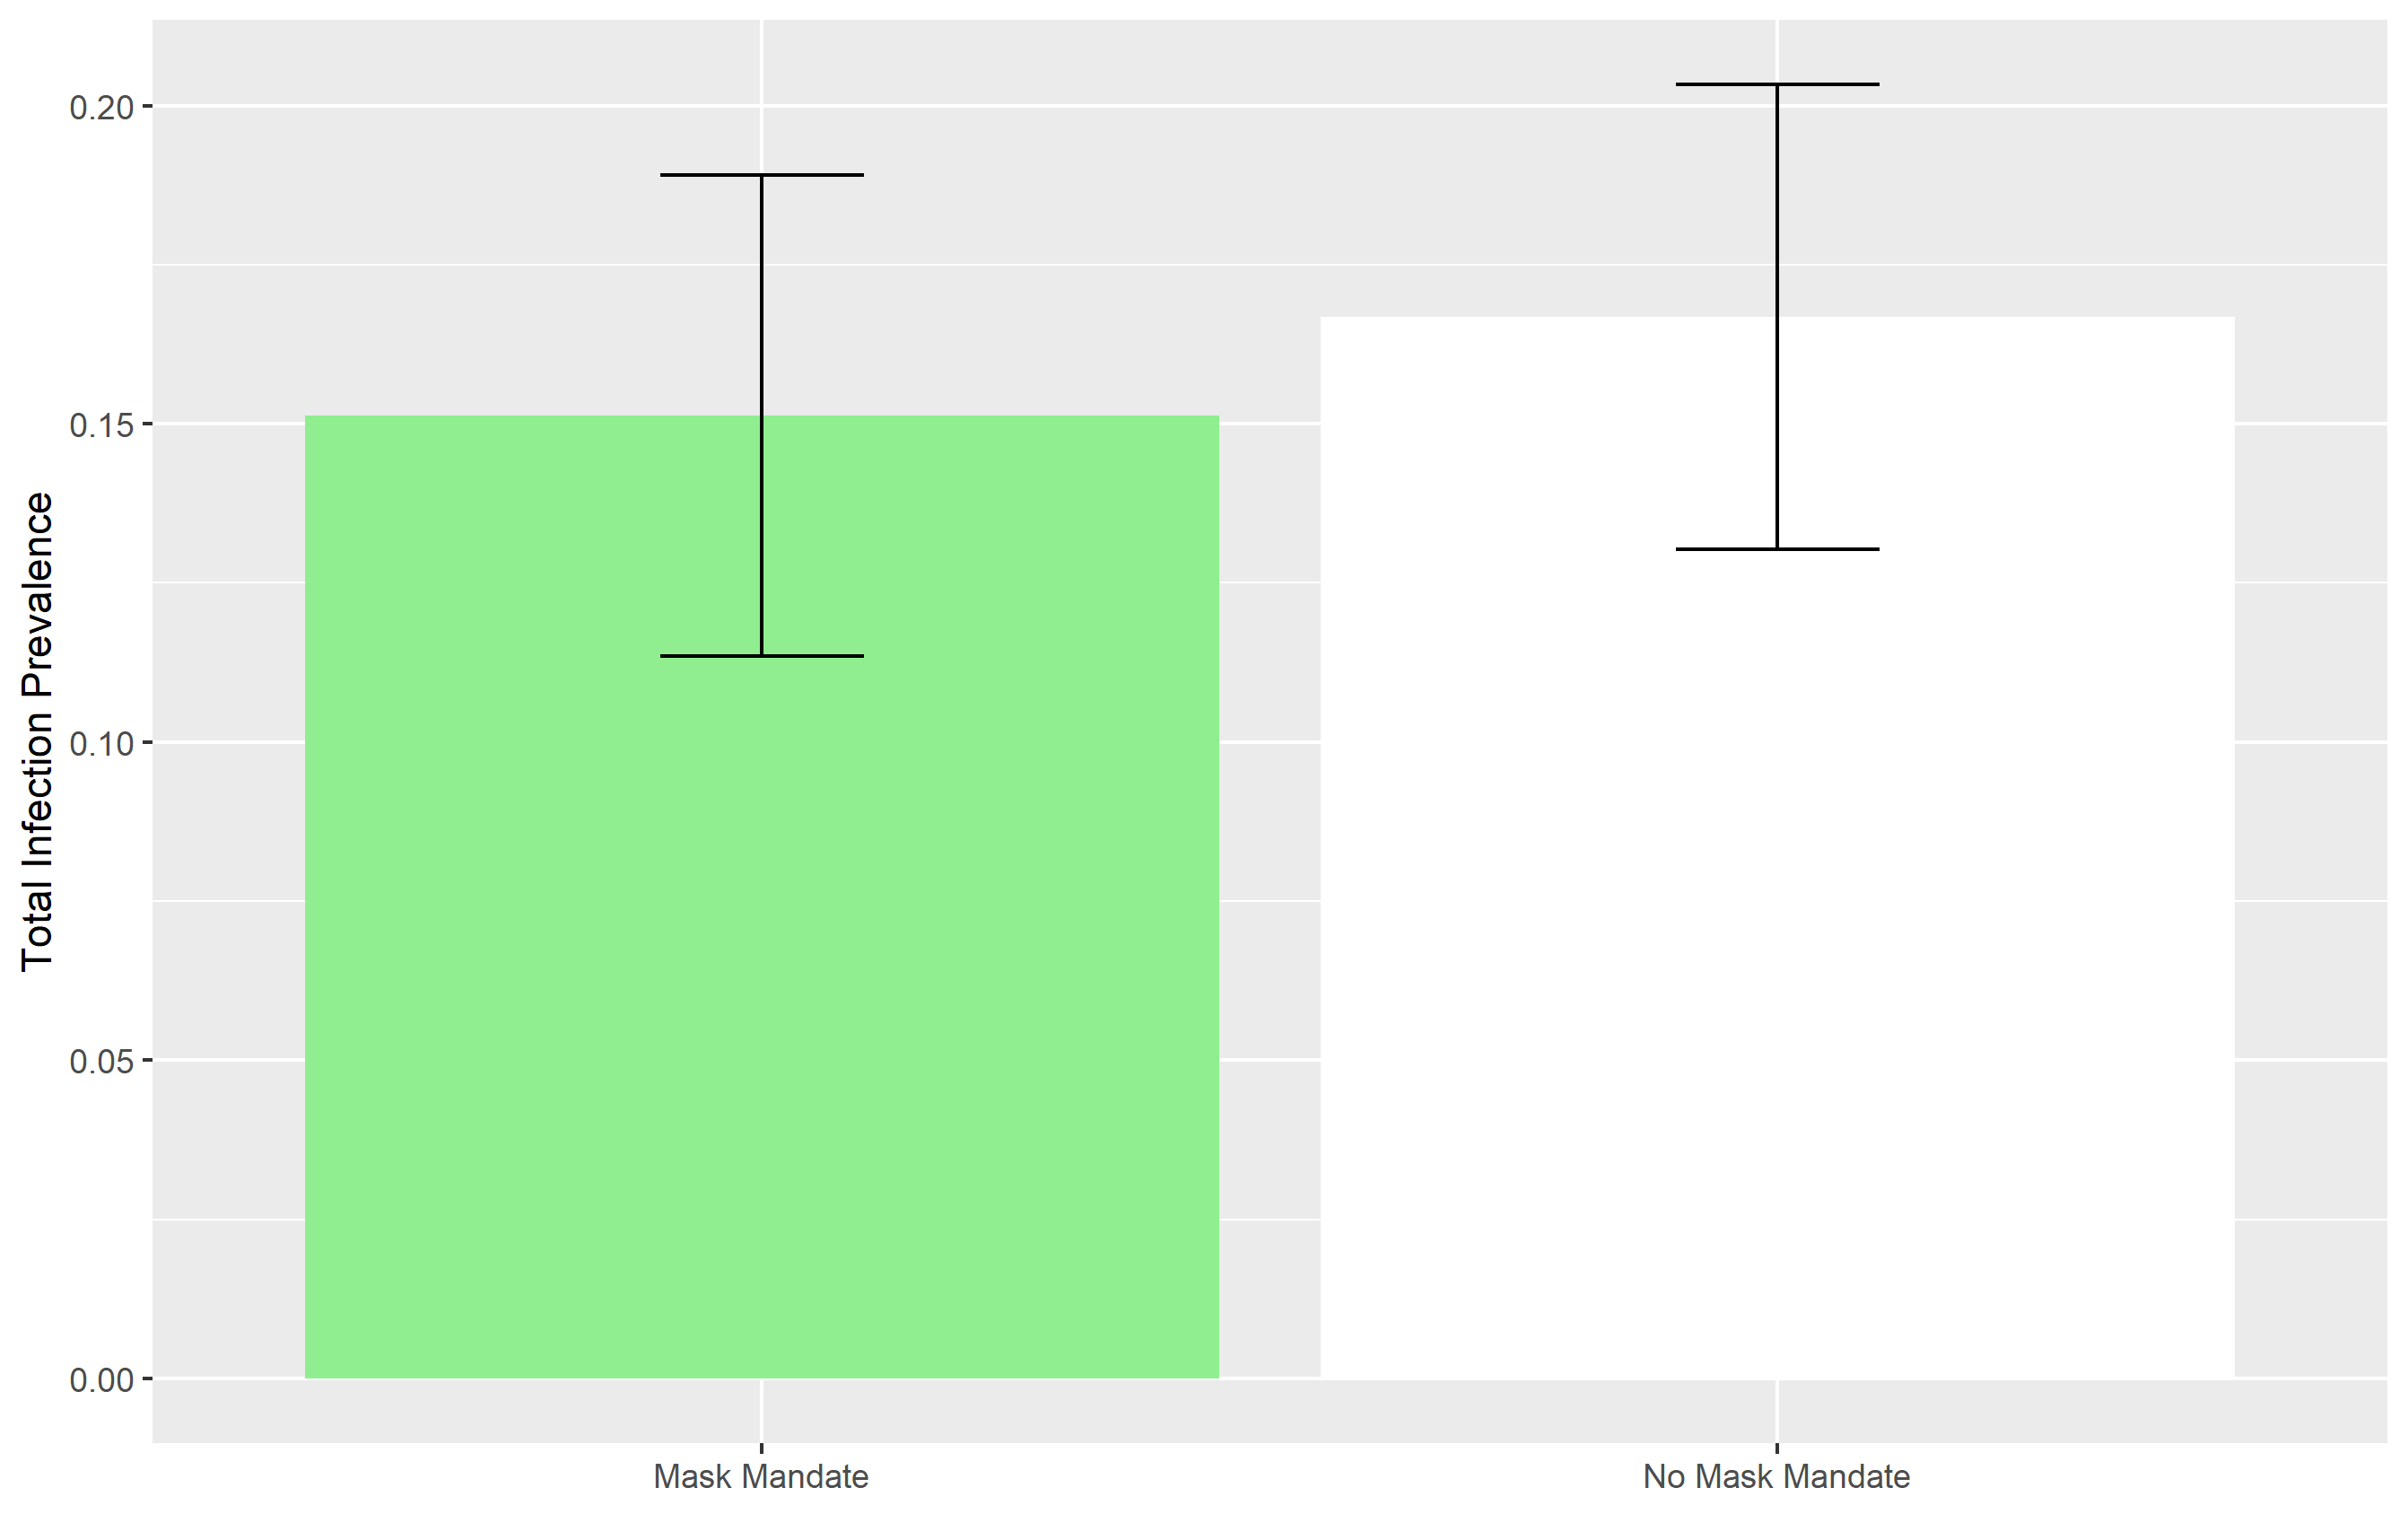 Total Infection Prevalence
0.20
0.15
0.10
0.05
0.00
Mask Mandate
No Mask Mandate